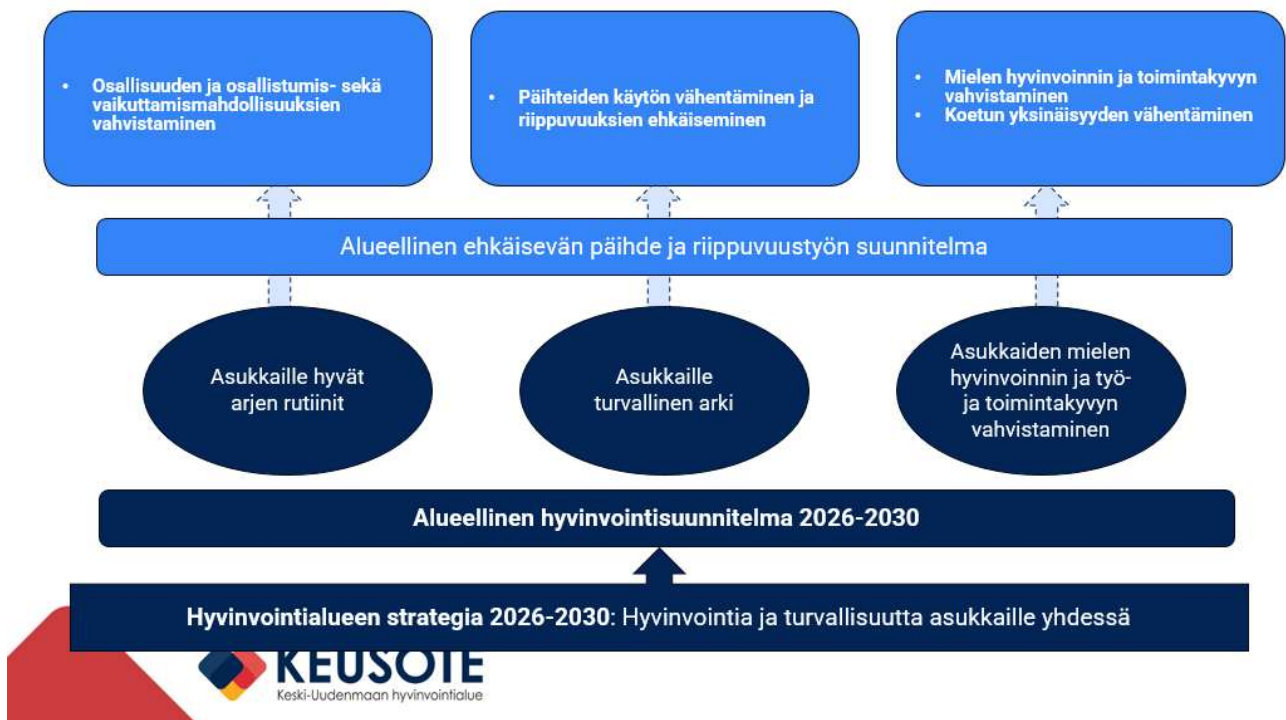 • Osallisuuden ja osallistumis- sekä
vaikuttamismahdollisuuksien
vahvistaminen
• Päihteiden käytön vähentäminen ja
riippuvuuksien ehkäiseminen
• Mielen hyvinvoinnin ja toimintakyvyn
vahvistaminen
• Koetun yksinäisyyden vähentäminen
Alueellinen ehkäisevän päihde ja riippuvuustyön suunnitelma
Asukkaille hyvät
arjen rutiinit
Asukkaille
turvallinen arki
Asukkaiden mielen
hyvinvoinnin ja työ-
ja toimintakyvyn
vahvistaminen
Alueellinen hyvinvointisuunnitelma 2026-2030
Hyvinvointialueen strategia 2026-2030: Hyvinvointia ja turvallisuutta asukkaille yhdessä
KEUSOTE
Keski-Uudenmaan hyvinvointialue